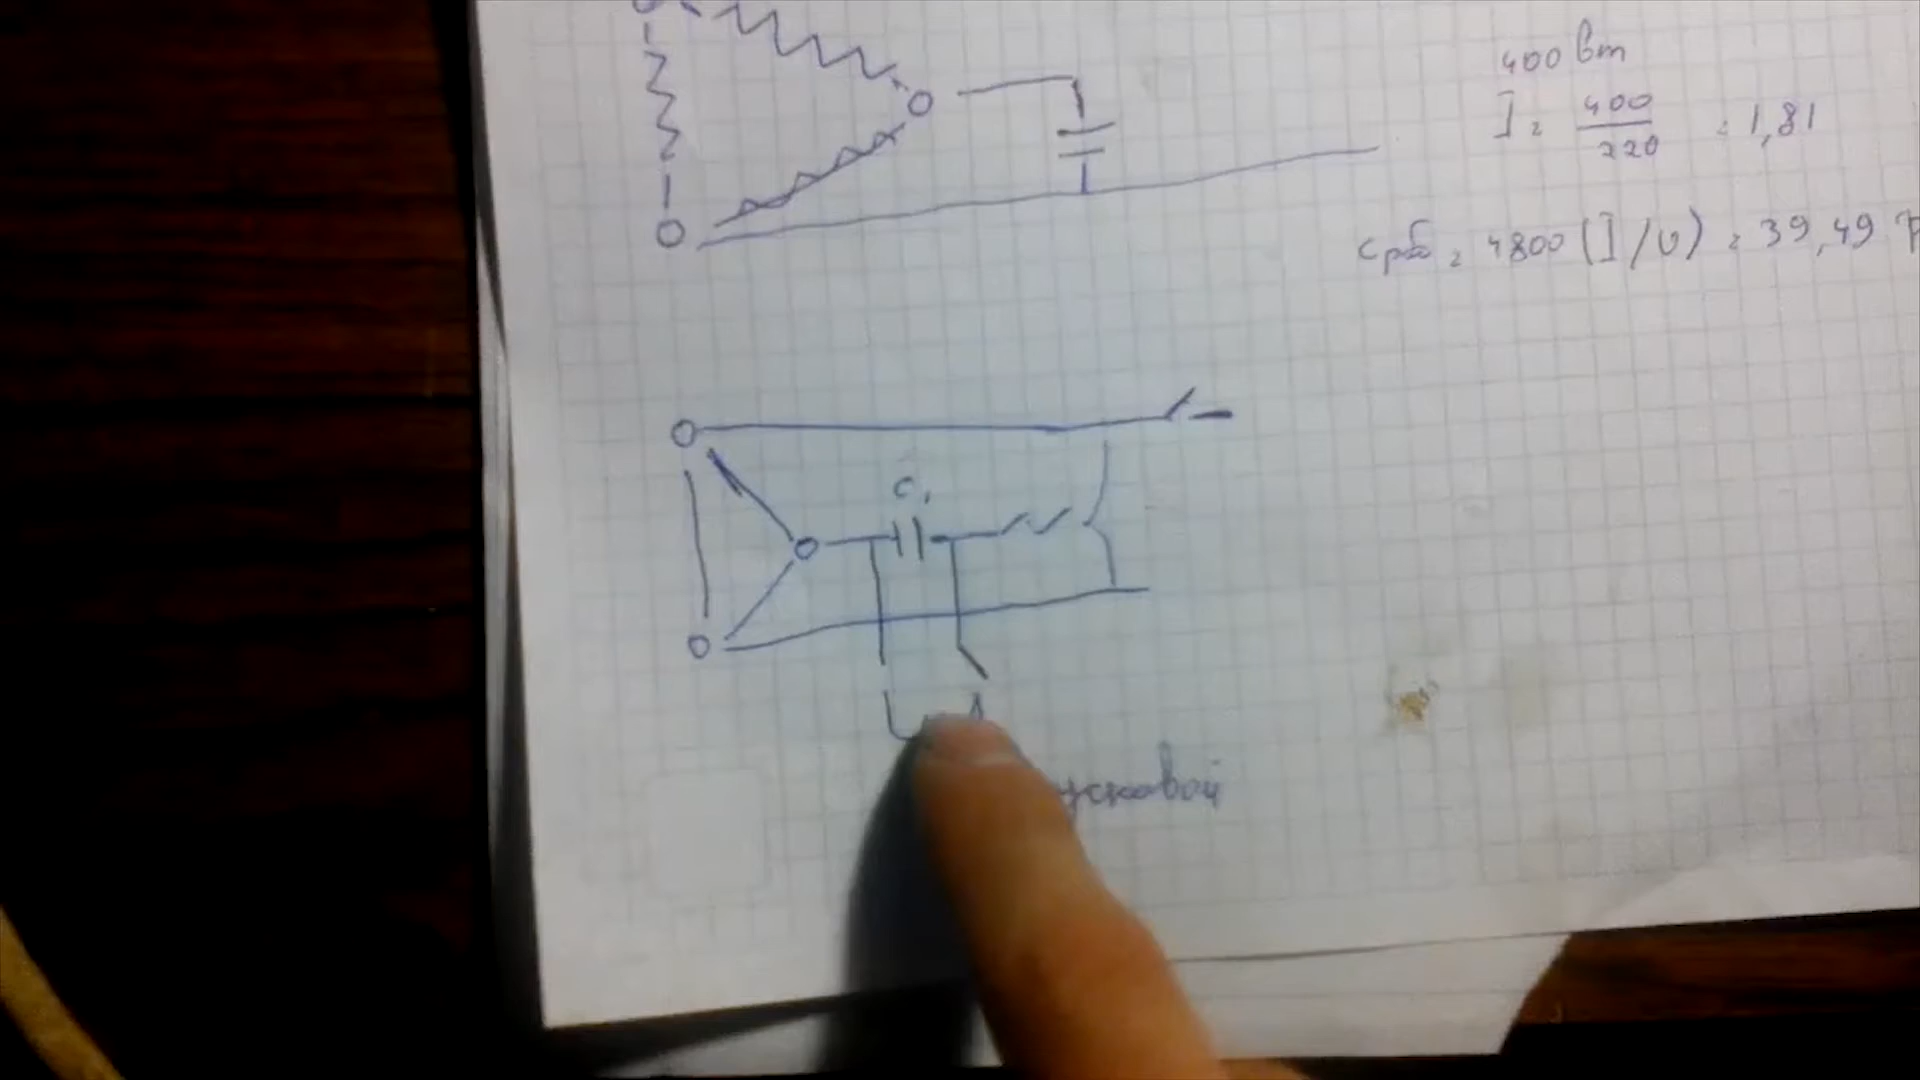 400 вт
I = 400/220 = 1,81
Cраб = 4800 (I/U) = 39,49
C₁